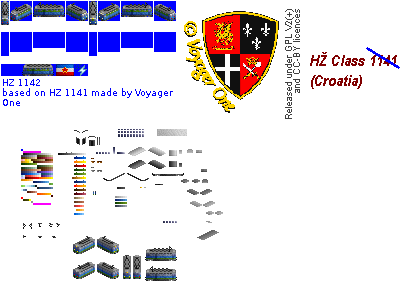 HZ 1142
based on HZ 1141 made by Voyager
One
© Voyager One
Released under GPL V2(+)
and CC-BY licences
HŽ Class 1141
(Croatia)